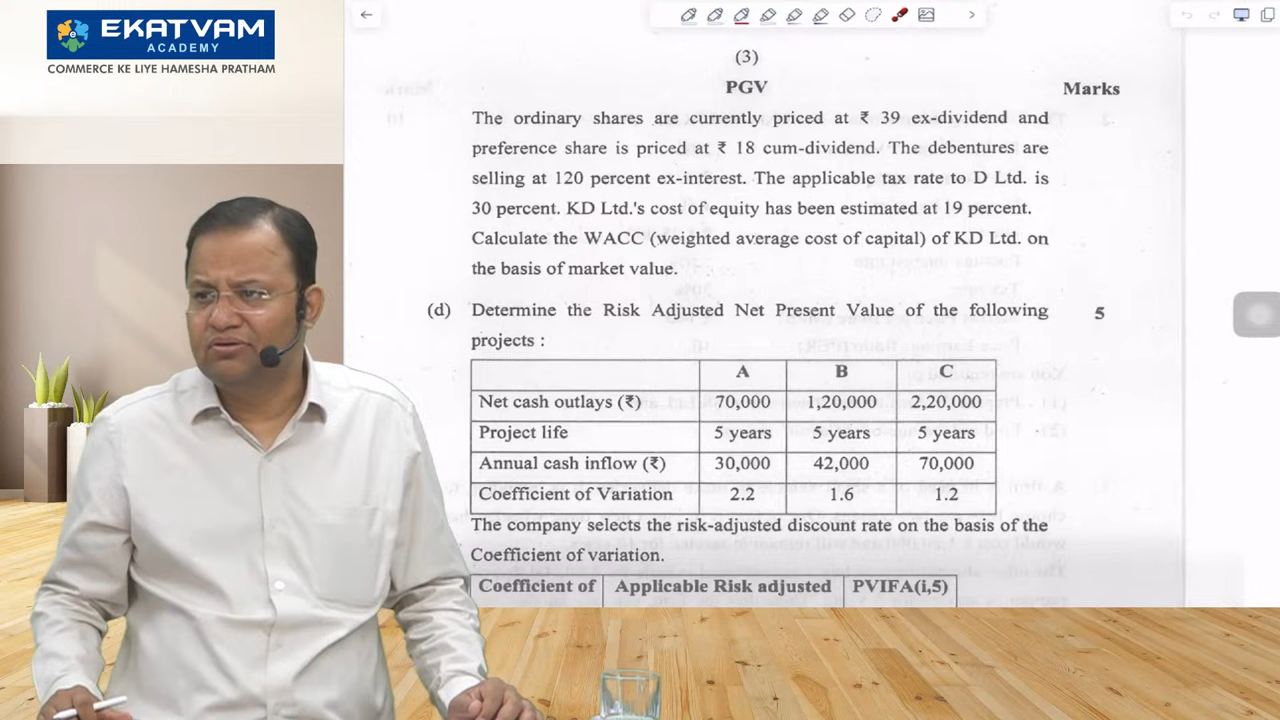 EKATVAM
ACADEMY
COMMERCE KE LIYE HAMESHA PRATHAM
(3)
PGV
Marks
The ordinary shares are currently priced at ₹ 39 ex-dividend and
preference share is priced at ₹ 18 cum-dividend. The debentures are
selling at 120 percent ex-interest. The applicable tax rate to D Ltd. is
30 percent. KD Ltd.'s cost of equity has been estimated at 19 percent.
Calculate the WACC (weighted average cost of capital) of KD Ltd. on
the basis of market value.
(d) Determine the Risk Adjusted Net Present Value of the following 5
projects :
A B C
Net cash outlays (₹) 70,000 1,20,000 2,20,000
Project life 5 years 5 years 5 years
Annual cash inflow (₹) 30,000 42,000 70,000
Coefficient of Variation 2.2 1.6 1.2
The company selects the risk-adjusted discount rate on the basis of the
Coefficient of variation.
Coefficient of Applicable Risk adjusted PVIFA(i,5)